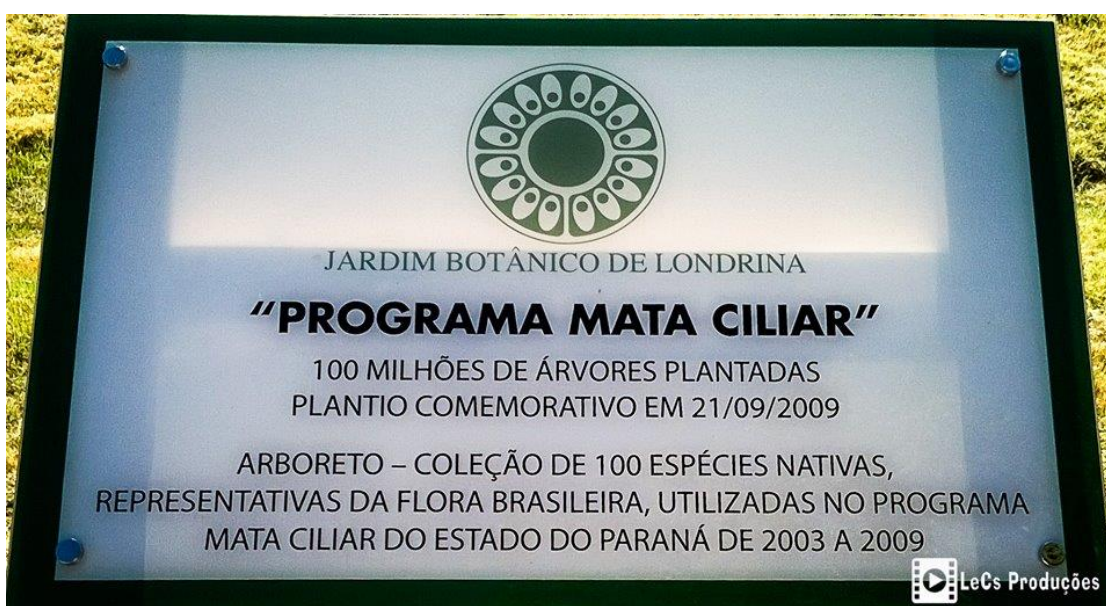 JARDIM BOTÂNICO DE LONDRINA
“PROGRAMA MATA CILIAR”
100 MILHÕES DE ÁRVORES PLANTADAS
PLANTIO COMEMORATIVO EM 21/09/2009
ARBORETO – COLEÇÃO DE 100 ESPÉCIES NATIVAS,
REPRESENTATIVAS DA FLORA BRASILEIRA, UTILIZADAS NO PROGRAMA
MATA CILIAR DO ESTADO DO PARANÁ DE 2003 A 2009
LeCs Produções